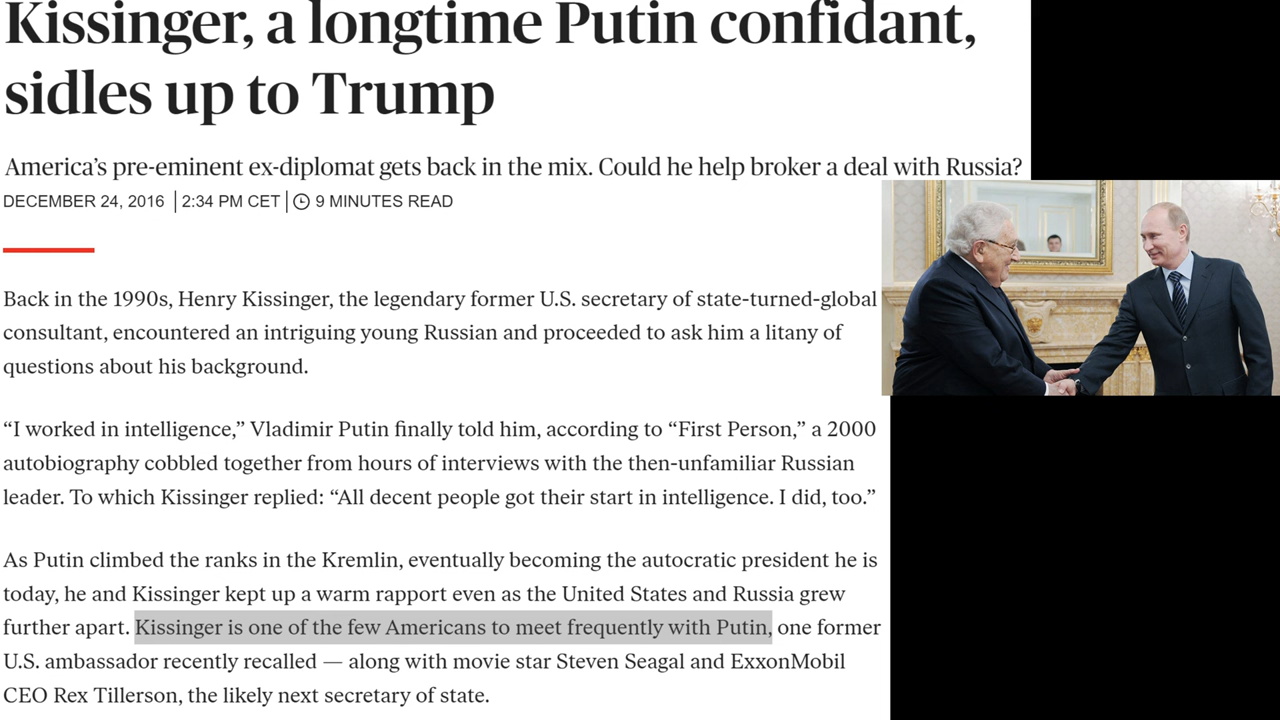 Kissinger, a longtime Putin confidant,
sidles up to Trump
America’s pre-eminent ex-diplomat gets back in the mix. Could he help broker a deal with Russia?
DECEMBER 24, 2016 | 2:34 PM CET | 9 MINUTES READ
Back in the 1990s, Henry Kissinger, the legendary former U.S. secretary of state-turned-global
consultant, encountered an intriguing young Russian and proceeded to ask him a litany of
questions about his background.
“I worked in intelligence,” Vladimir Putin finally told him, according to “First Person,” a 2000
autobiography cobbled together from hours of interviews with the then-unfamiliar Russian
leader. To which Kissinger replied: “All decent people got their start in intelligence. I did, too.”
As Putin climbed the ranks in the Kremlin, eventually becoming the autocratic president he is
today, he and Kissinger kept up a warm rapport even as the United States and Russia grew
further apart. Kissinger is one of the few Americans to meet frequently with Putin, one former
U.S. ambassador recently recalled — along with movie star Steven Seagal and ExxonMobil
CEO Rex Tillerson, the likely next secretary of state.